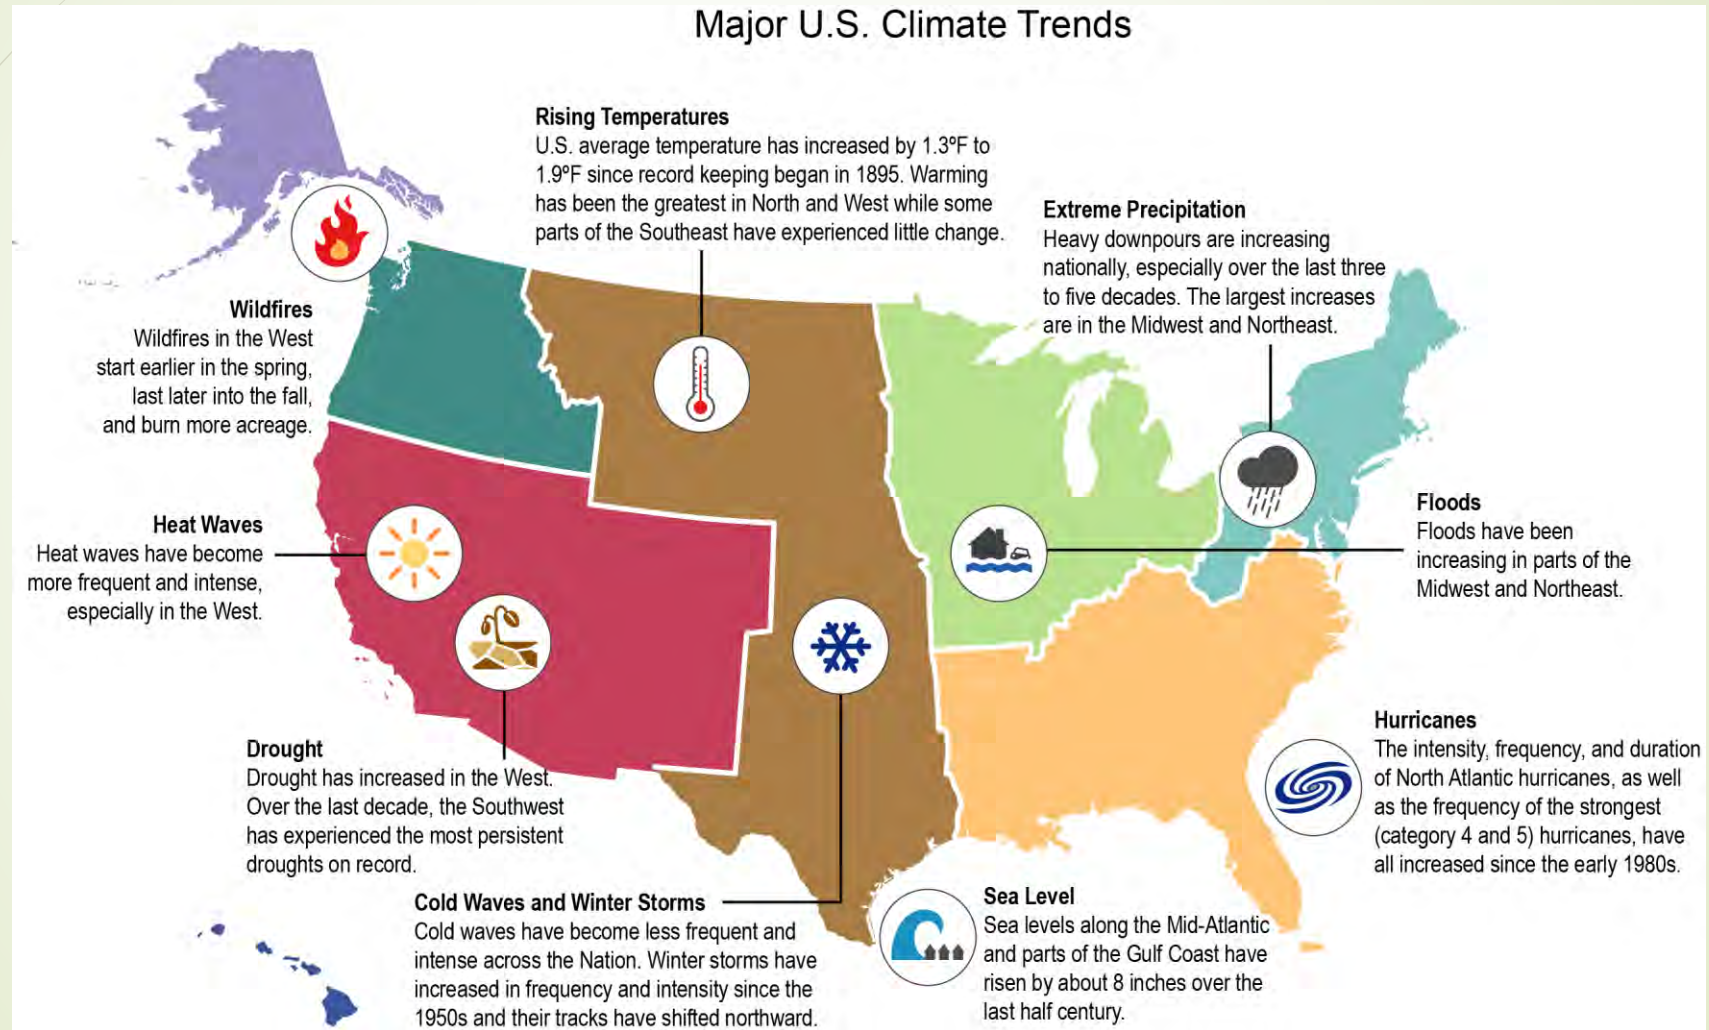 Major U.S. Climate Trends
Rising Temperatures
U.S. average temperature has increased by 1.3ºF to
1.9ºF since record keeping began in 1895. Warming
has been the greatest in North and West while some
parts of the Southeast have experienced little change.
Extreme Precipitation
Heavy downpours are increasing
nationally, especially over the last three
to five decades. The largest increases
are in the Midwest and Northeast.
Wildfires
Wildfires in the West
start earlier in the spring,
last later into the fall,
and burn more acreage.
Heat Waves
Heat waves have become
more frequent and intense,
especially in the West.
Floods
Floods have been
increasing in parts of the
Midwest and Northeast.
Drought
Drought has increased in the West.
Over the last decade, the Southwest
has experienced the most persistent
droughts on record.
Hurricanes
The intensity, frequency, and duration
of North Atlantic hurricanes, as well
as the frequency of the strongest
(category 4 and 5) hurricanes, have
all increased since the early 1980s.
Cold Waves and Winter Storms
Cold waves have become less frequent and
intense across the Nation. Winter storms have
increased in frequency and intensity since the
1950s and their tracks have shifted northward.
Sea Level
Sea levels along the Mid-Atlantic
and parts of the Gulf Coast have
risen by about 8 inches over the
last half century.